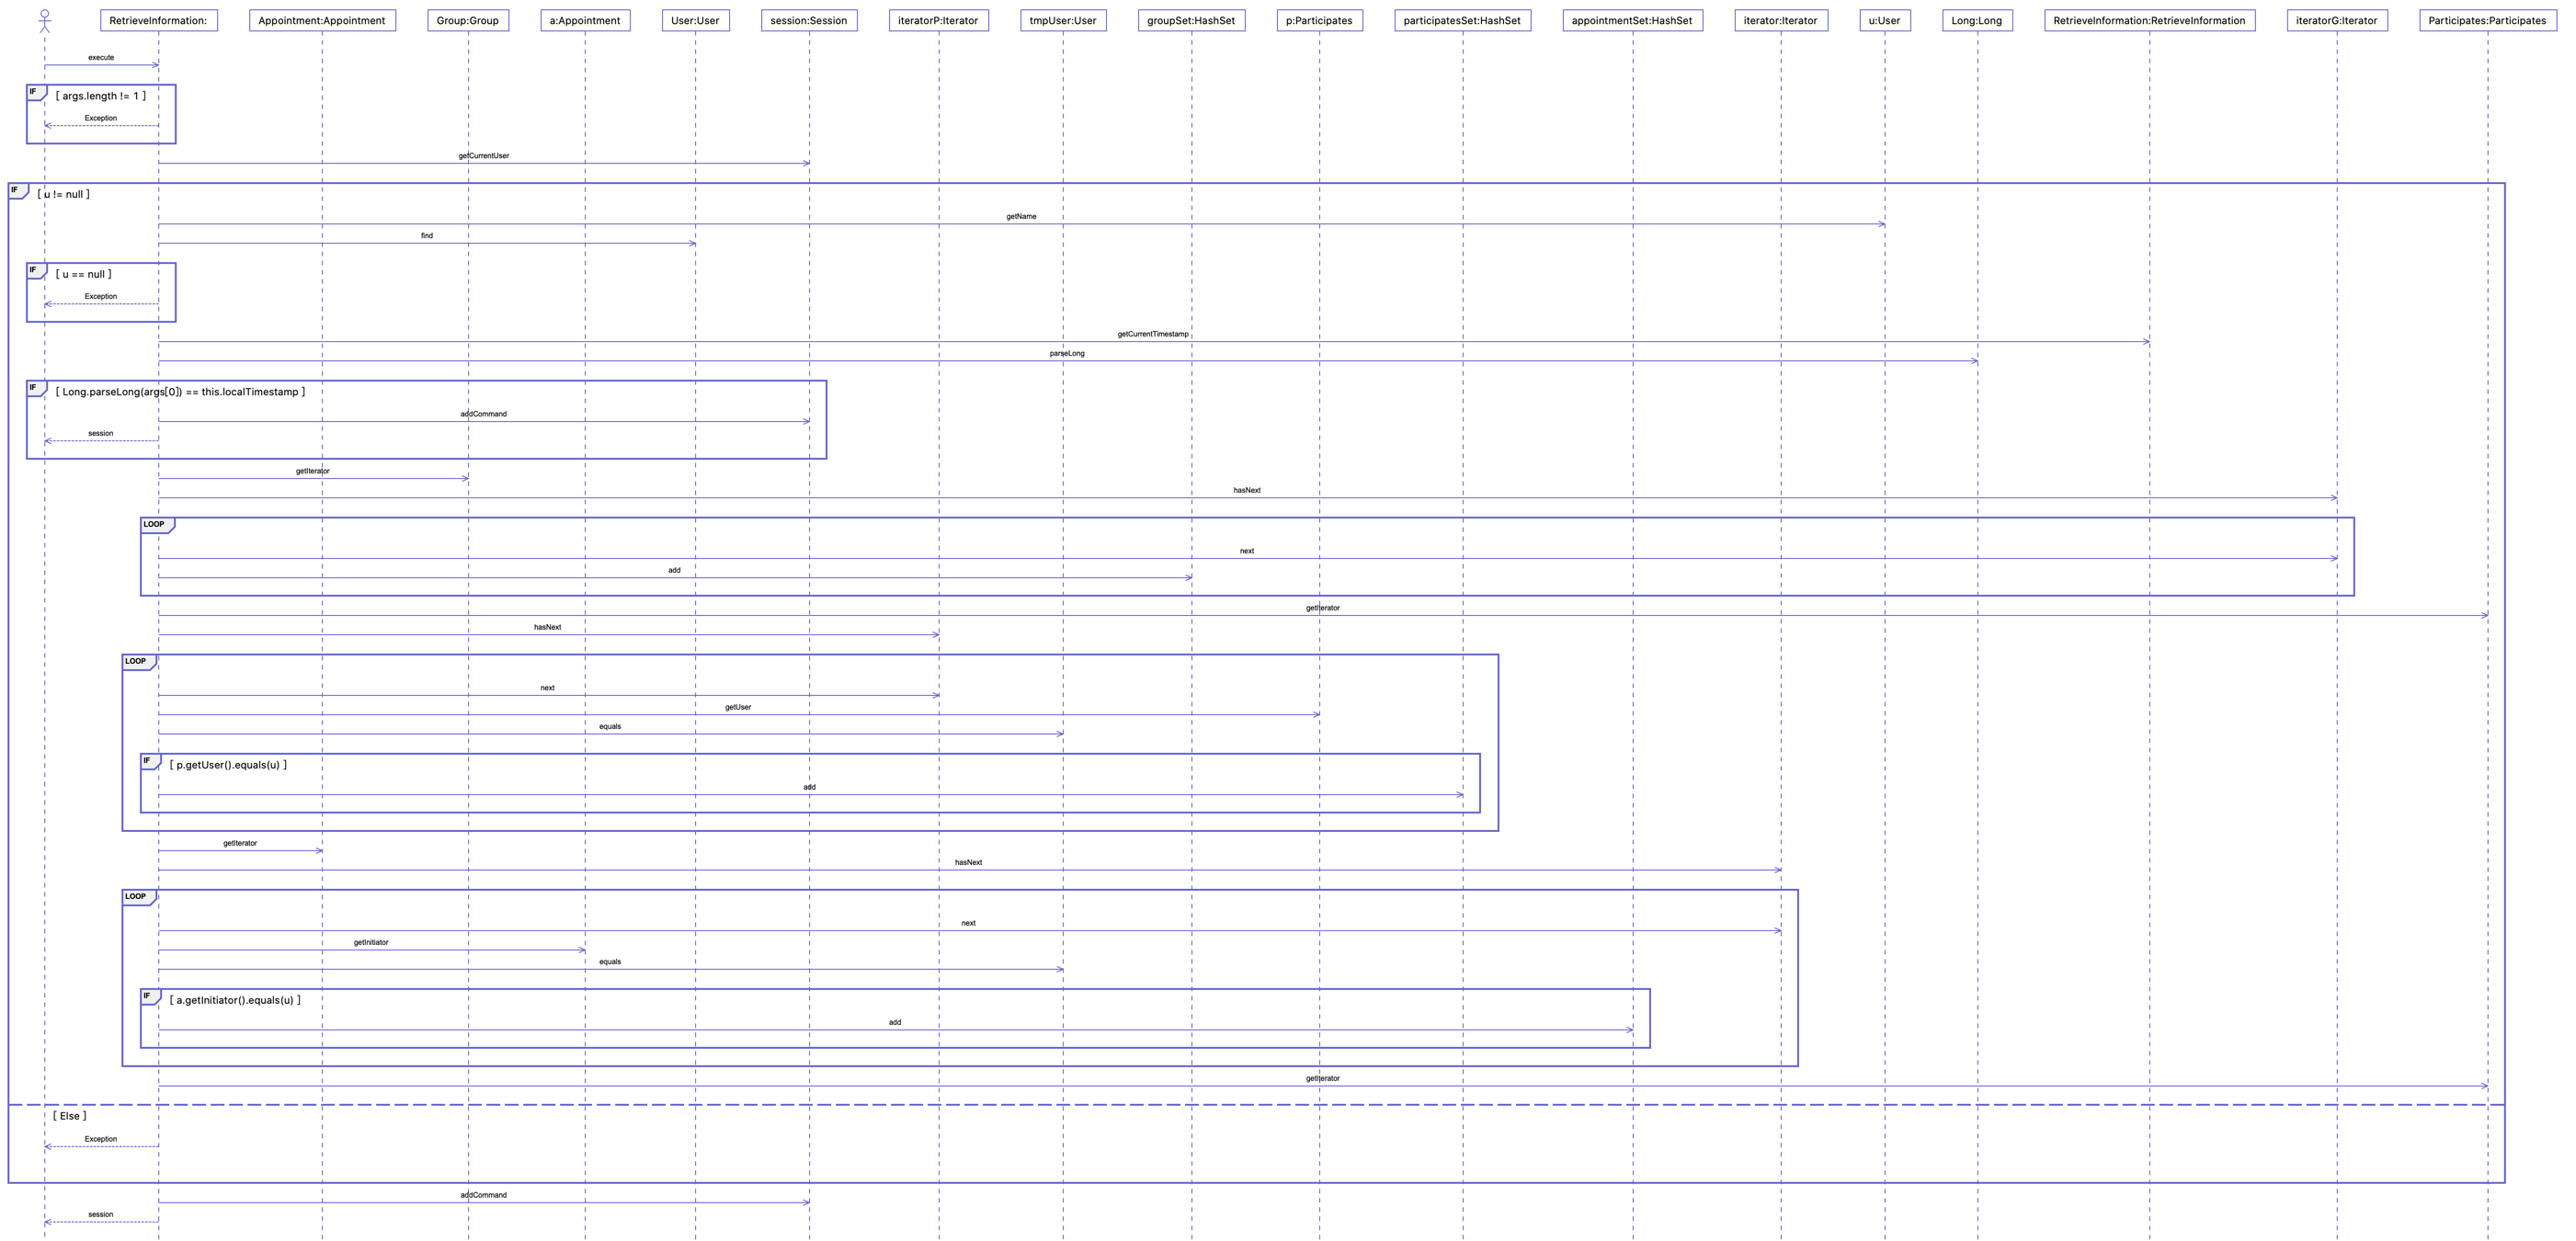 RetrieveInformation:
Appointment:Appointment
Group:Group
a:Appointment
User:User
session:Session
iteratorP:Iterator
tmpUser:User
groupSet:HashSet
p:Participates
participatesSet:HashSet
appointmentSet:HashSet
iterator:Iterator
u:User
Long:Long
RetrieveInformation:RetrieveInformation
iteratorG:Iterator
Participates:Participates
execute
IF
[ args.length != 1 ]
Exception
getCurrentUser
IF
[ u != null ]
getName
find
IF
[ u == null ]
Exception
getCurrentTimestamp
parseLong
IF
[ Long.parseLong(args[0]) == this.localTimestamp ]
addCommand
session
getIterator
hasNext
LOOP
next
add
getIterator
hasNext
LOOP
next
getUser
equals
IF
[ p.getUser().equals(u) ]
add
getIterator
hasNext
LOOP
next
getInitiator
equals
IF
[ a.getInitiator().equals(u) ]
add
getIterator
[ Else ]
Exception
addCommand
session